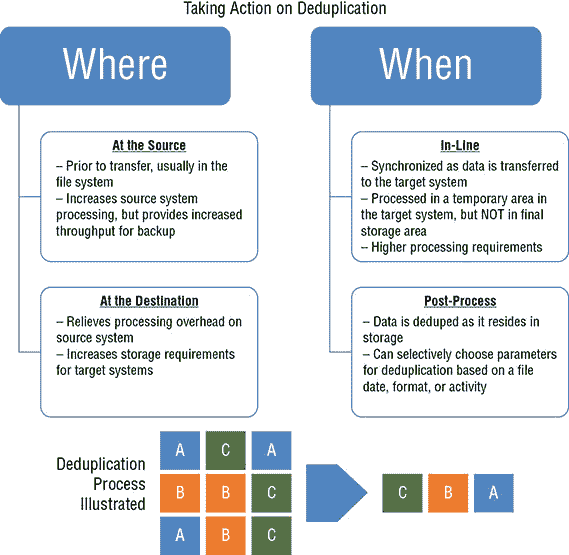 Taking Action on Deduplication
Where
At the Source
– Prior to transfer, usually in the
file system
– Increases source system
processing, but provides increased
throughput for backup
At the Destination
– Relieves processing overhead on
source system
– Increases storage requirements
for target systems
When
In-Line
– Synchronized as data is transferred
to the target system
– Processed in a temporary area in
the target system, but NOT in final
storage area
– Higher processing requirements
Post-Process
– Data is deduped as it resides in
storage
– Can selectively choose parameters
for deduplication based on a file
date, format, or activity
Deduplication
Process
Illustrated
A C A
B B C
A B C
C B A